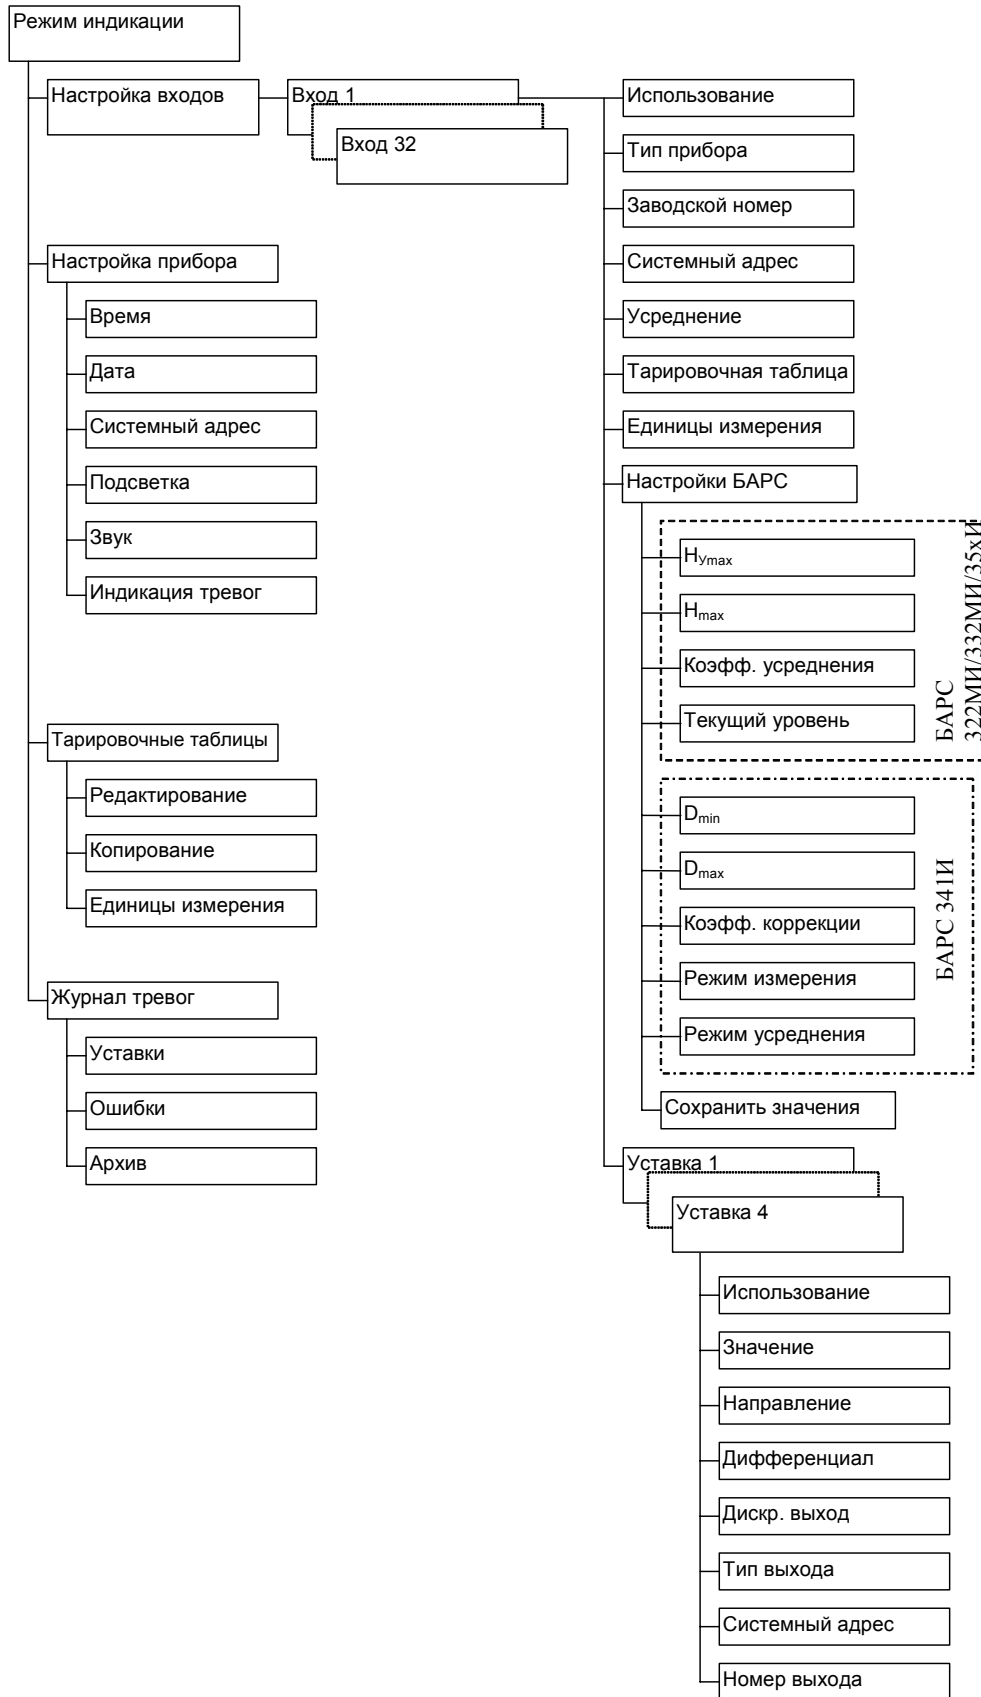 Режим индикации
Настройка входов
Вход 1
Вход 32
Использование
Тип прибора
Заводской номер
Системный адрес
Усреднение
Тарировочная таблица
Единицы измерения
Настройки БАРС
HУmax
Hmax
Коэфф. усреднения
Текущий уровень
БАРС
322МИ/332МИ/35хИ
Dmin
Dmax
Коэфф. коррекции
Режим измерения
Режим усреднения
БАРС 341И
Сохранить значения
Уставка 1
Уставка 4
Использование
Значение
Направление
Дифференциал
Дискр. выход
Тип выхода
Системный адрес
Номер выхода
Настройка прибора
Время
Дата
Системный адрес
Подсветка
Звук
Индикация тревог
Тарировочные таблицы
Редактирование
Копирование
Единицы измерения
Журнал тревог
Уставки
Ошибки
Архив